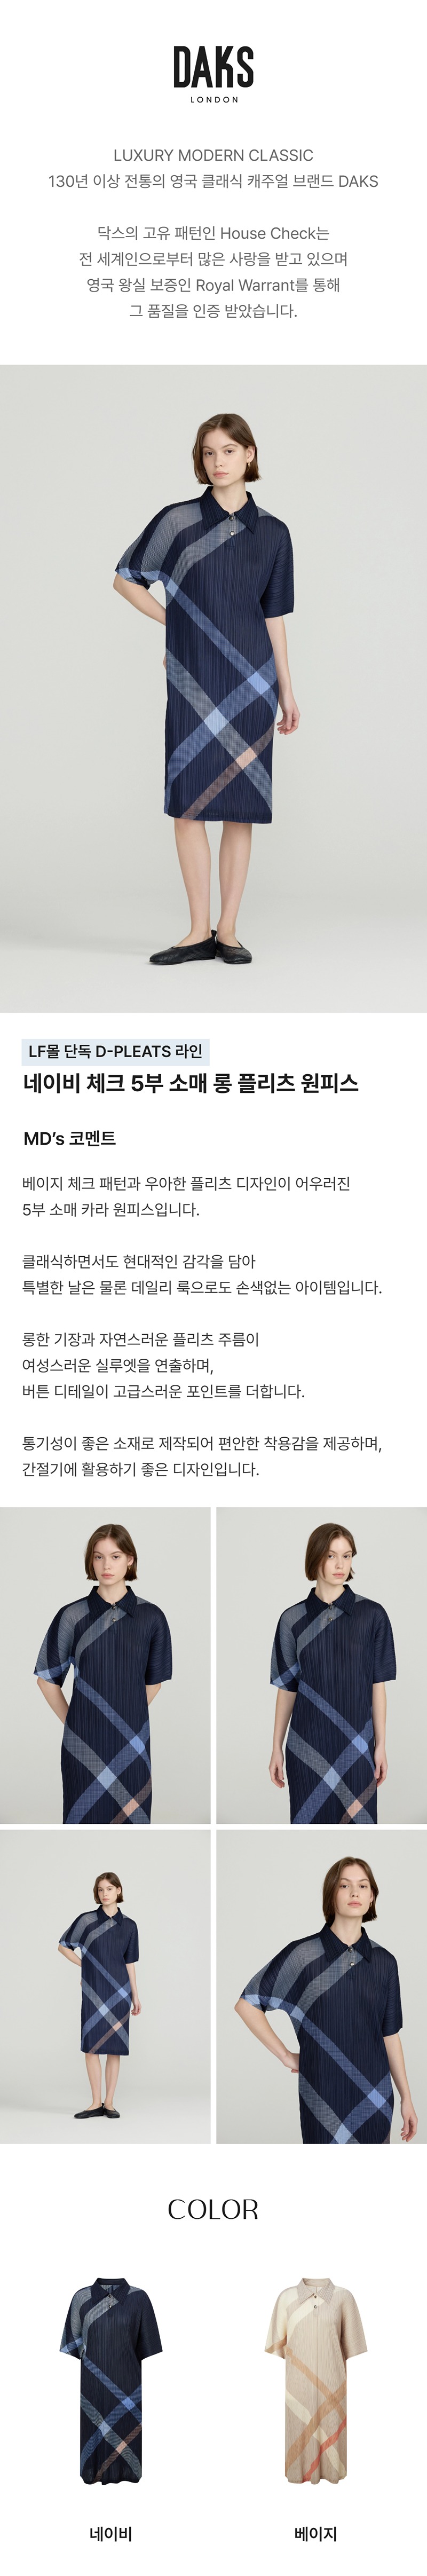 DAKS
LONDON
LUXURY MODERN CLASSIC
130년 이상 전통의 영국 클래식 캐주얼 브랜드 DAKS
닥스의 고유 패턴인 House Check는
전 세계인으로부터 많은 사랑을 받고 있으며
영국 왕실 보증인 Royal Warrant를 통해
그 품질을 인증 받았습니다.
LF몰 단독 D-PLEATS 라인
네이비 체크 5부 소매 롱 플리츠 원피스
MD’s 코멘트
베이지 체크 패턴과 우아한 플리츠 디자인이 어우러진
5부 소매 카라 원피스입니다.
클래식하면서도 현대적인 감각을 담아
특별한 날은 물론 데일리 룩으로도 손색없는 아이템입니다.
롱한 기장과 자연스러운 플리츠 주름이
여성스러운 실루엣을 연출하며,
버튼 디테일이 고급스러운 포인트를 더합니다.
통기성이 좋은 소재로 제작되어 편안한 착용감을 제공하며,
간절기에 활용하기 좋은 디자인입니다.
COLOR
네이비
베이지